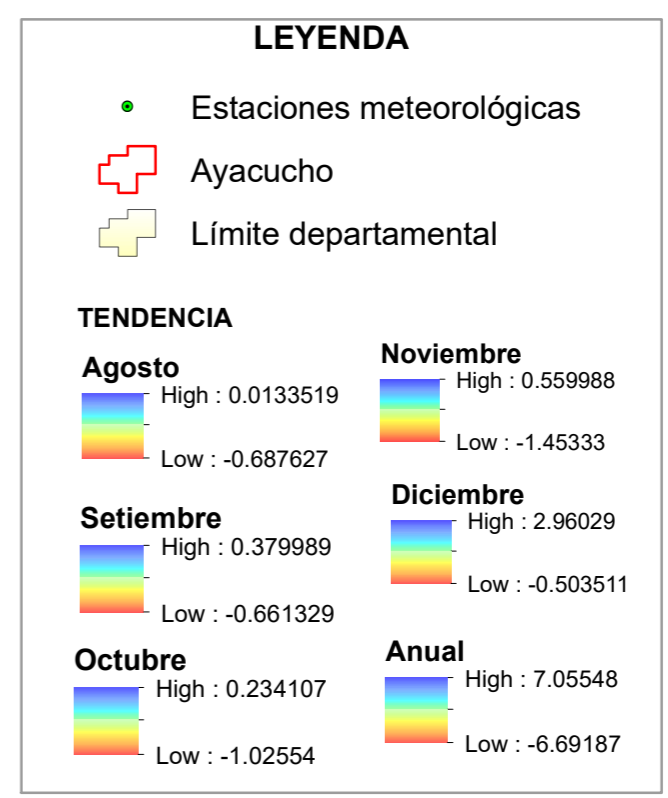 LEYENDA
Estaciones meteorológicas
Ayacucho
Límite departamental
TENDENCIA
Agosto
High : 0.0133519
Low : -0.687627
Setiembre
High : 0.379989
Low : -0.661329
Octubre
High : 0.234107
Low : -1.02554
Noviembre
High : 0.559988
Low : -1.45333
Diciembre
High : 2.96029
Low : -0.503511
Anual
High : 7.05548
Low : -6.69187